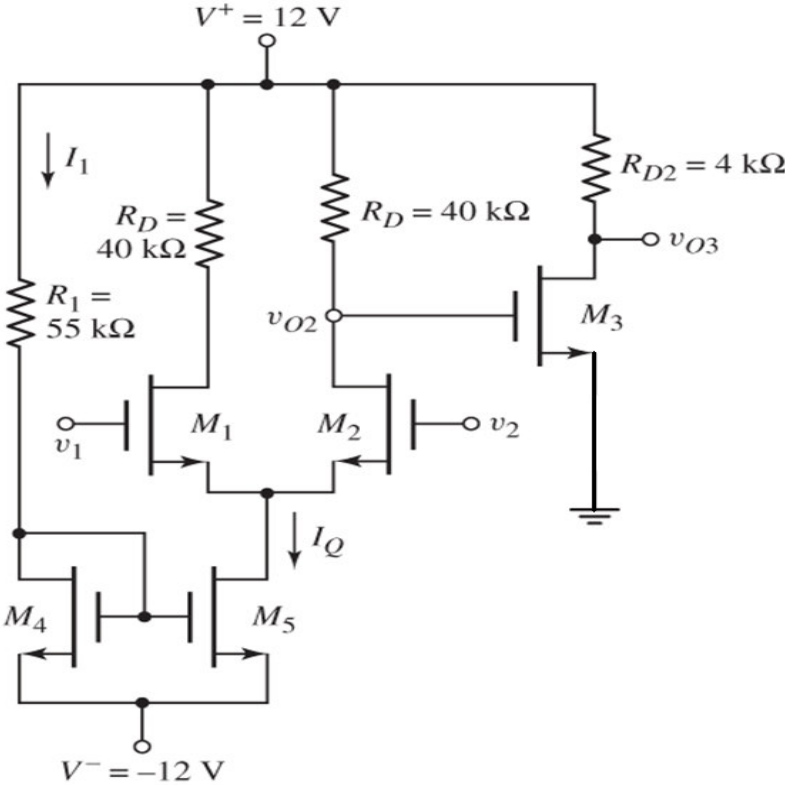 V⁺ = 12 V
I₁
R_D =
40 kΩ
R_D = 40 kΩ
R_D2 = 4 kΩ
v_O3
R₁ =
55 kΩ
v_O2
M₃
v₁
M₁
M₂
v₂
I_Q
M₄
M₅
V⁻ = −12 V